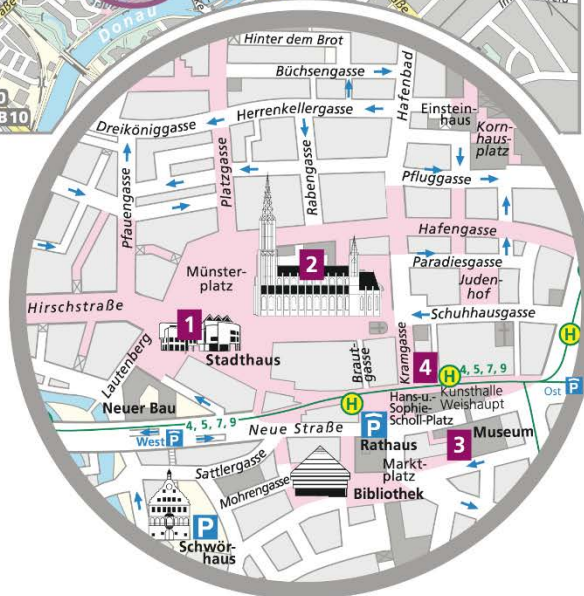 Donau
B10
Hinter dem Brot
Büchsengasse
Hafenbad
Herrenkellergasse
Einstein-
haus
Dreiköniggasse
Korn-
haus-
platz
Platzgasse
Rabengasse
Pfauengasse
Pfluggasse
Hafengasse
2
Münster-
platz
Paradiesgasse
Juden-
hof
Hirschstraße
1
Schuhhausgasse
Stadthaus
Lautenberg
Braut-
gasse
Kramgasse
4
H
4, 5, 7, 9
H
Ost P
Neuer Bau
H
Hans-u.-
Sophie-
Scholl-Platz
Kunsthalle
Weishaupt
4, 5, 7, 9
West P
Neue Straße
P
Rathaus
3
Museum
Markt-
platz
Sattlergasse
Mohrengasse
Bibliothek
P
Schwör-
haus